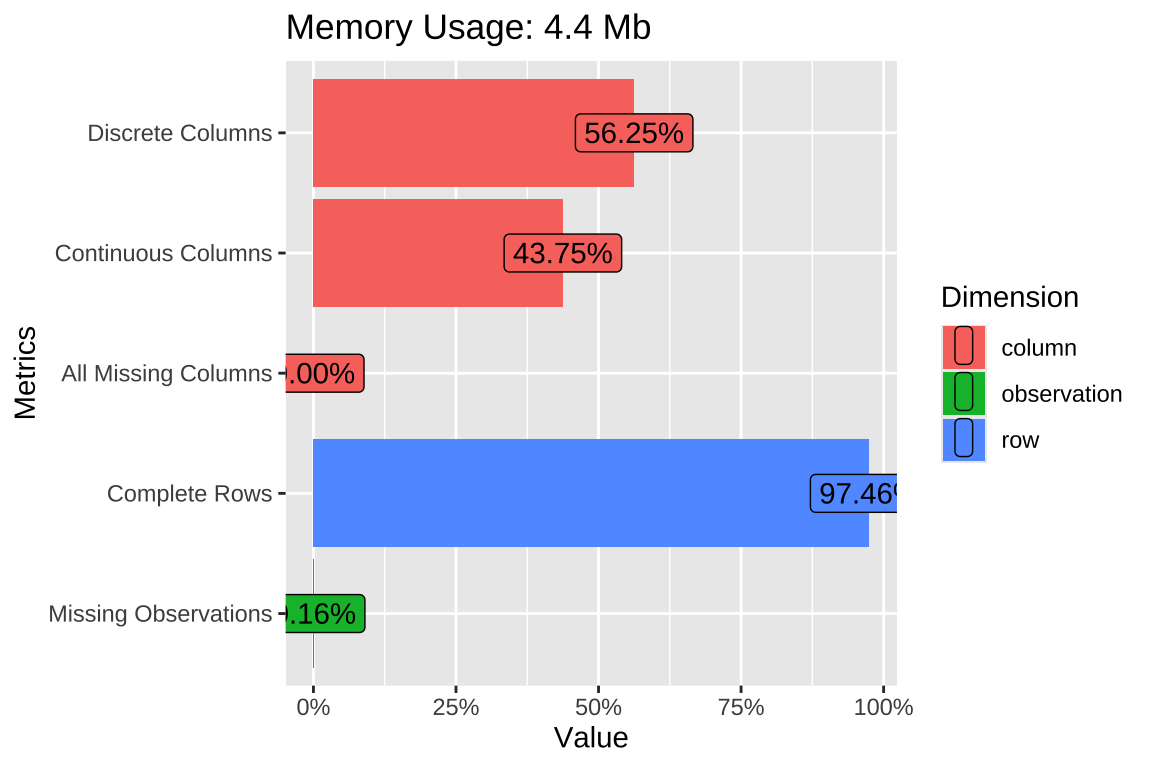 Memory Usage: 4.4 Mb
Discrete Columns
56.25%
Continuous Columns
43.75%
All Missing Columns
.00%
Complete Rows
97.46%
Missing Observations
.16%
0% 25% 50% 75% 100%
Value
Metrics
Dimension
column
observation
row